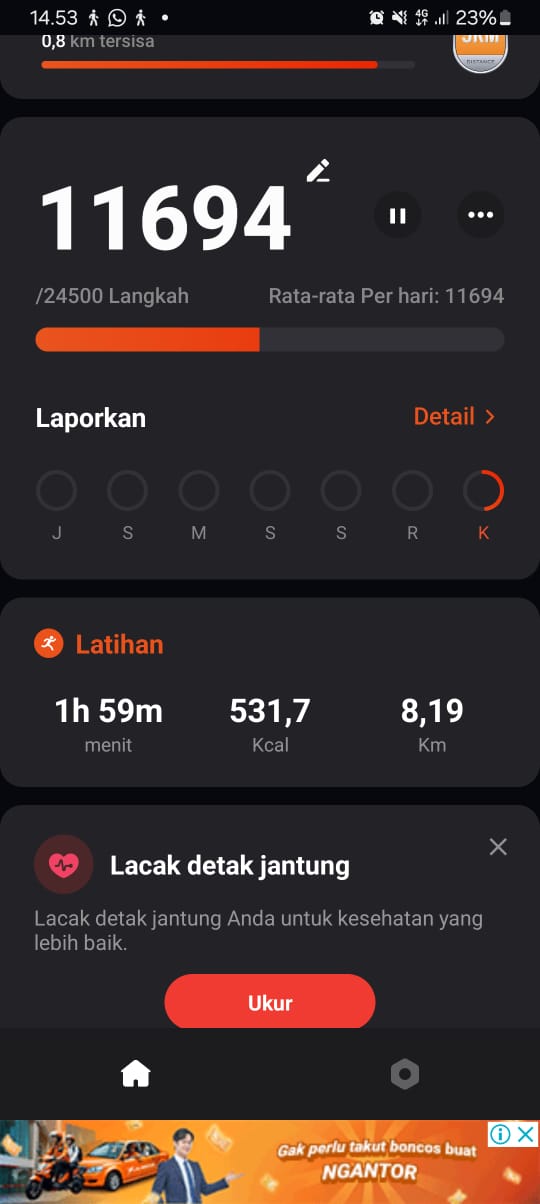 14.53
4G
23%
0,8 km tersisa
DISTANCE
11694
/24500 Langkah
Rata-rata Per hari: 11694
Laporkan
Detail
J S M S S R K
Latihan
1h 59m
531,7
8,19
menit
Kcal
Km
Lacak detak jantung
Lacak detak jantung Anda untuk kesehatan yang
lebih baik.
Ukur
Gak perlu takut boncos buat
NGANTOR